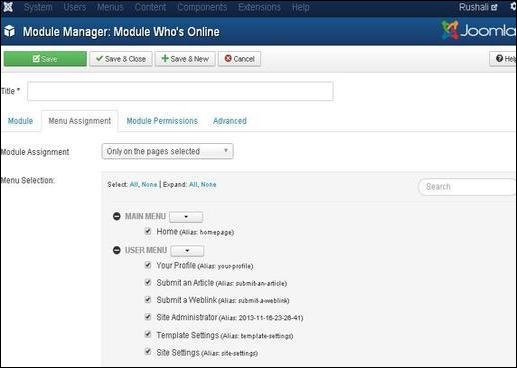 System Users Menus Content Components Extensions Help Rushali
Module Manager: Module Who's Online Joomla
Save Save & Close Save & New Cancel Help
Title *
Module Menu Assignment Module Permissions Advanced
Module Assignment Only on the pages selected
Menu Selection: Select: All, None | Expand: All, None Search
MAIN MENU
Home (Alias: homepage)
USER MENU
Your Profile (Alias: your-profile)
Submit an Article (Alias: submit-an-article)
Submit a Weblink (Alias: submit-a-weblink)
Site Administrator (Alias: 2013-11-16-23-26-41)
Template Settings (Alias: template-settings)
Site Settings (Alias: site-settings)